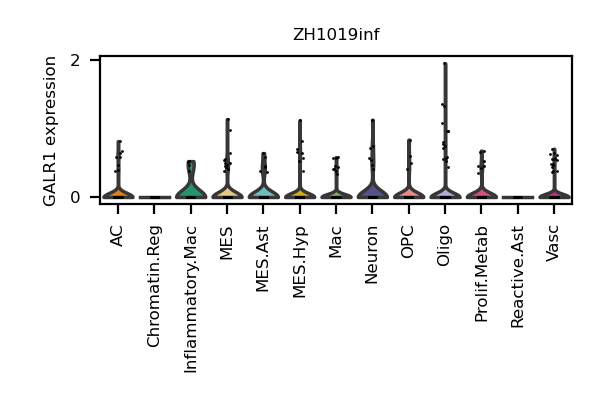 ZH1019inf
GALR1 expression
2
0
AC
Chromatin.Reg
Inflammatory.Mac
MES
MES.Ast
MES.Hyp
Mac
Neuron
OPC
Oligo
Prolif.Metab
Reactive.Ast
Vasc